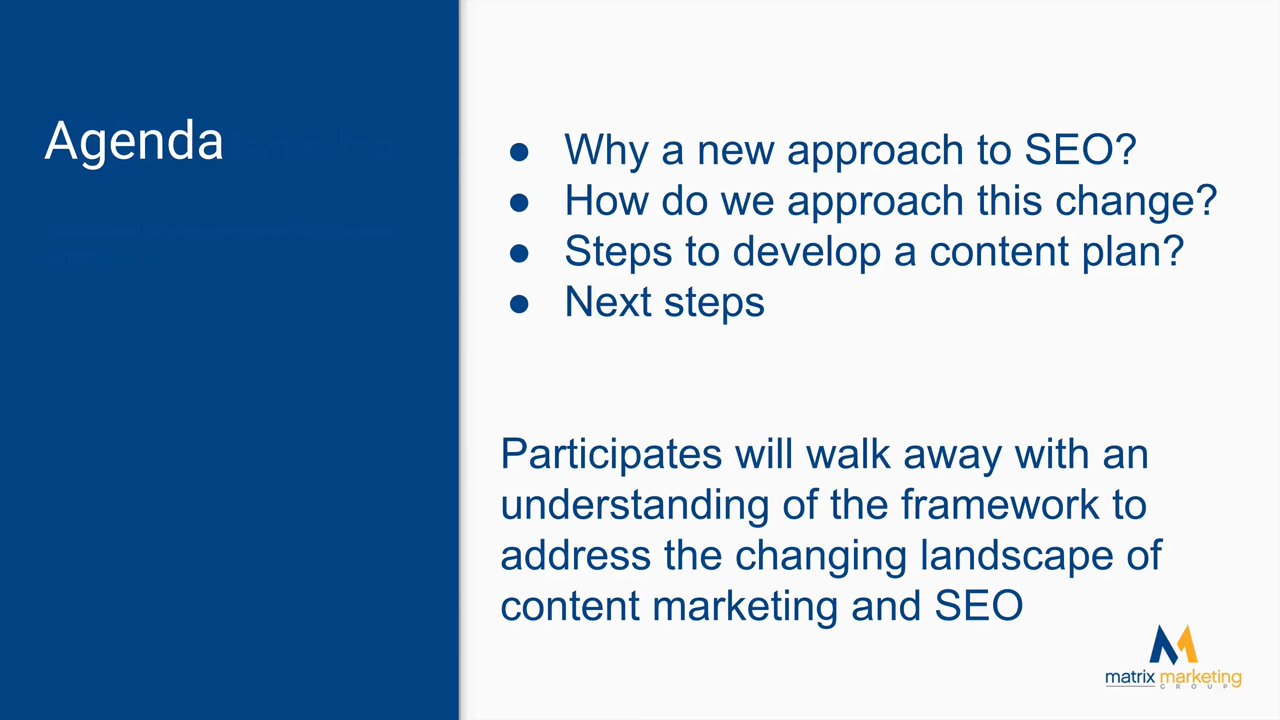 Agenda
● Why a new approach to SEO?
● How do we approach this change?
● Steps to develop a content plan?
● Next steps
Participates will walk away with an
understanding of the framework to
address the changing landscape of
content marketing and SEO
matrix marketing
GROUP